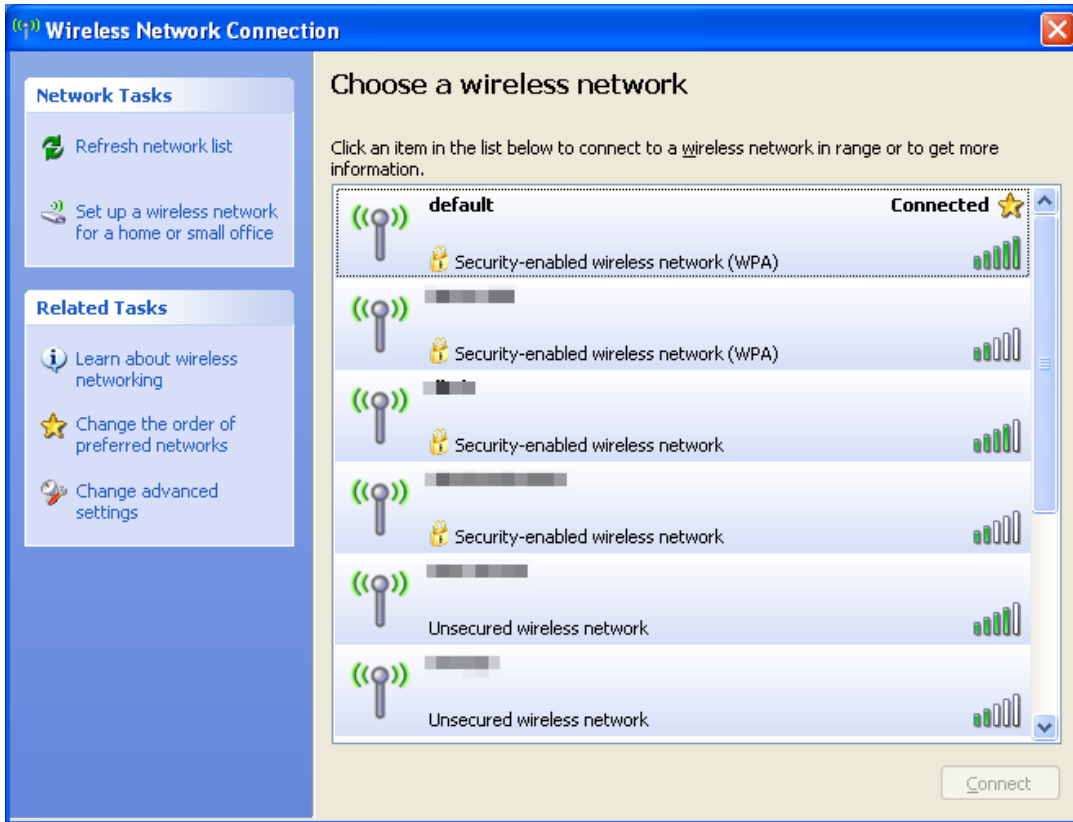 Wireless Network Connection
Network Tasks
Refresh network list
Set up a wireless network
for a home or small office
Related Tasks
Learn about wireless
networking
Change the order of
preferred networks
Change advanced
settings
Choose a wireless network
Click an item in the list below to connect to a wireless network in range or to get more
information.
default Connected
Security-enabled wireless network (WPA)
Security-enabled wireless network (WPA)
Security-enabled wireless network
Security-enabled wireless network
Unsecured wireless network
Unsecured wireless network
Connect